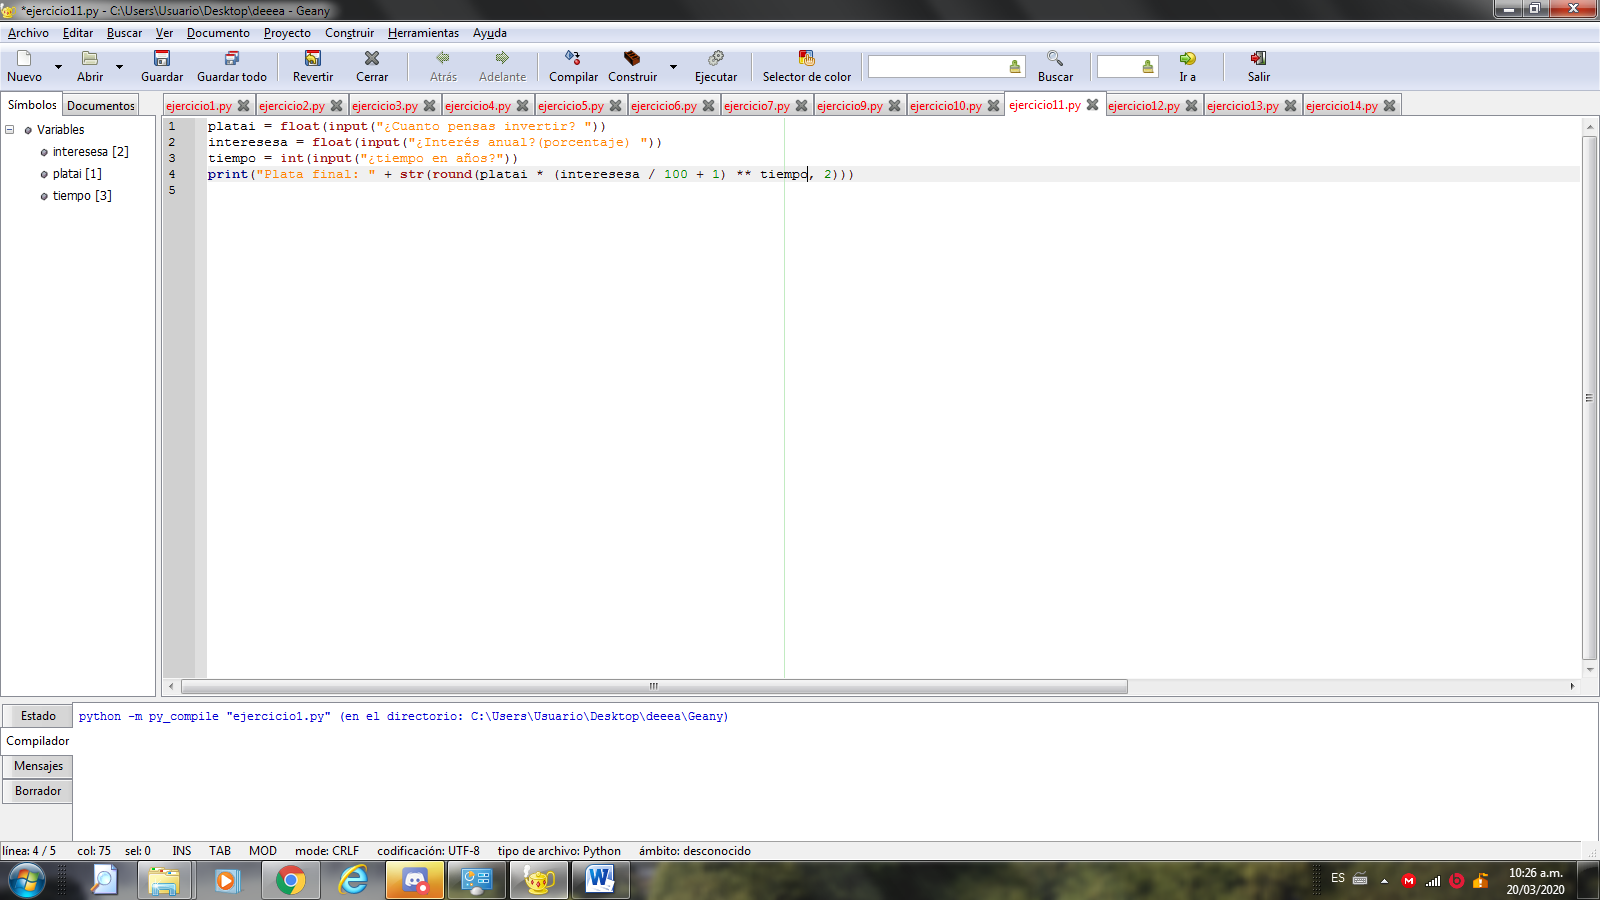 *ejercicio11.py - C:\Users\Usuario\Desktop\deeea - Geany
Archivo Editar Buscar Ver Documento Proyecto Construir Herramientas Ayuda
Nuevo Abrir Guardar Guardar todo Revertir Cerrar Atrás Adelante Compilar Construir Ejecutar Selector de color Buscar Ir a Salir
Símbolos Documentos
ejercicio1.py ejercicio2.py ejercicio3.py ejercicio4.py ejercicio5.py ejercicio6.py ejercicio7.py ejercicio9.py ejercicio10.py ejercicio11.py ejercicio12.py ejercicio13.py ejercicio14.py
Variables
interesesa [2]
platai [1]
tiempo [3]
1 platai = float(input("¿Cuanto pensas invertir? "))
2 interesesa = float(input("¿Interés anual?(porcentaje) "))
3 tiempo = int(input("¿tiempo en años?"))
4 print("Plata final: " + str(round(platai * (interesesa / 100 + 1) ** tiempo, 2)))
5
Estado
Compilador
Mensajes
Borrador
python -m py_compile "ejercicio1.py" (en el directorio: C:\Users\Usuario\Desktop\deeea\Geany)
línea: 4 / 5 col: 75 sel: 0 INS TAB MOD mode: CRLF codificación: UTF-8 tipo de archivo: Python ámbito: desconocido
ES
10:26 a.m.
20/03/2020